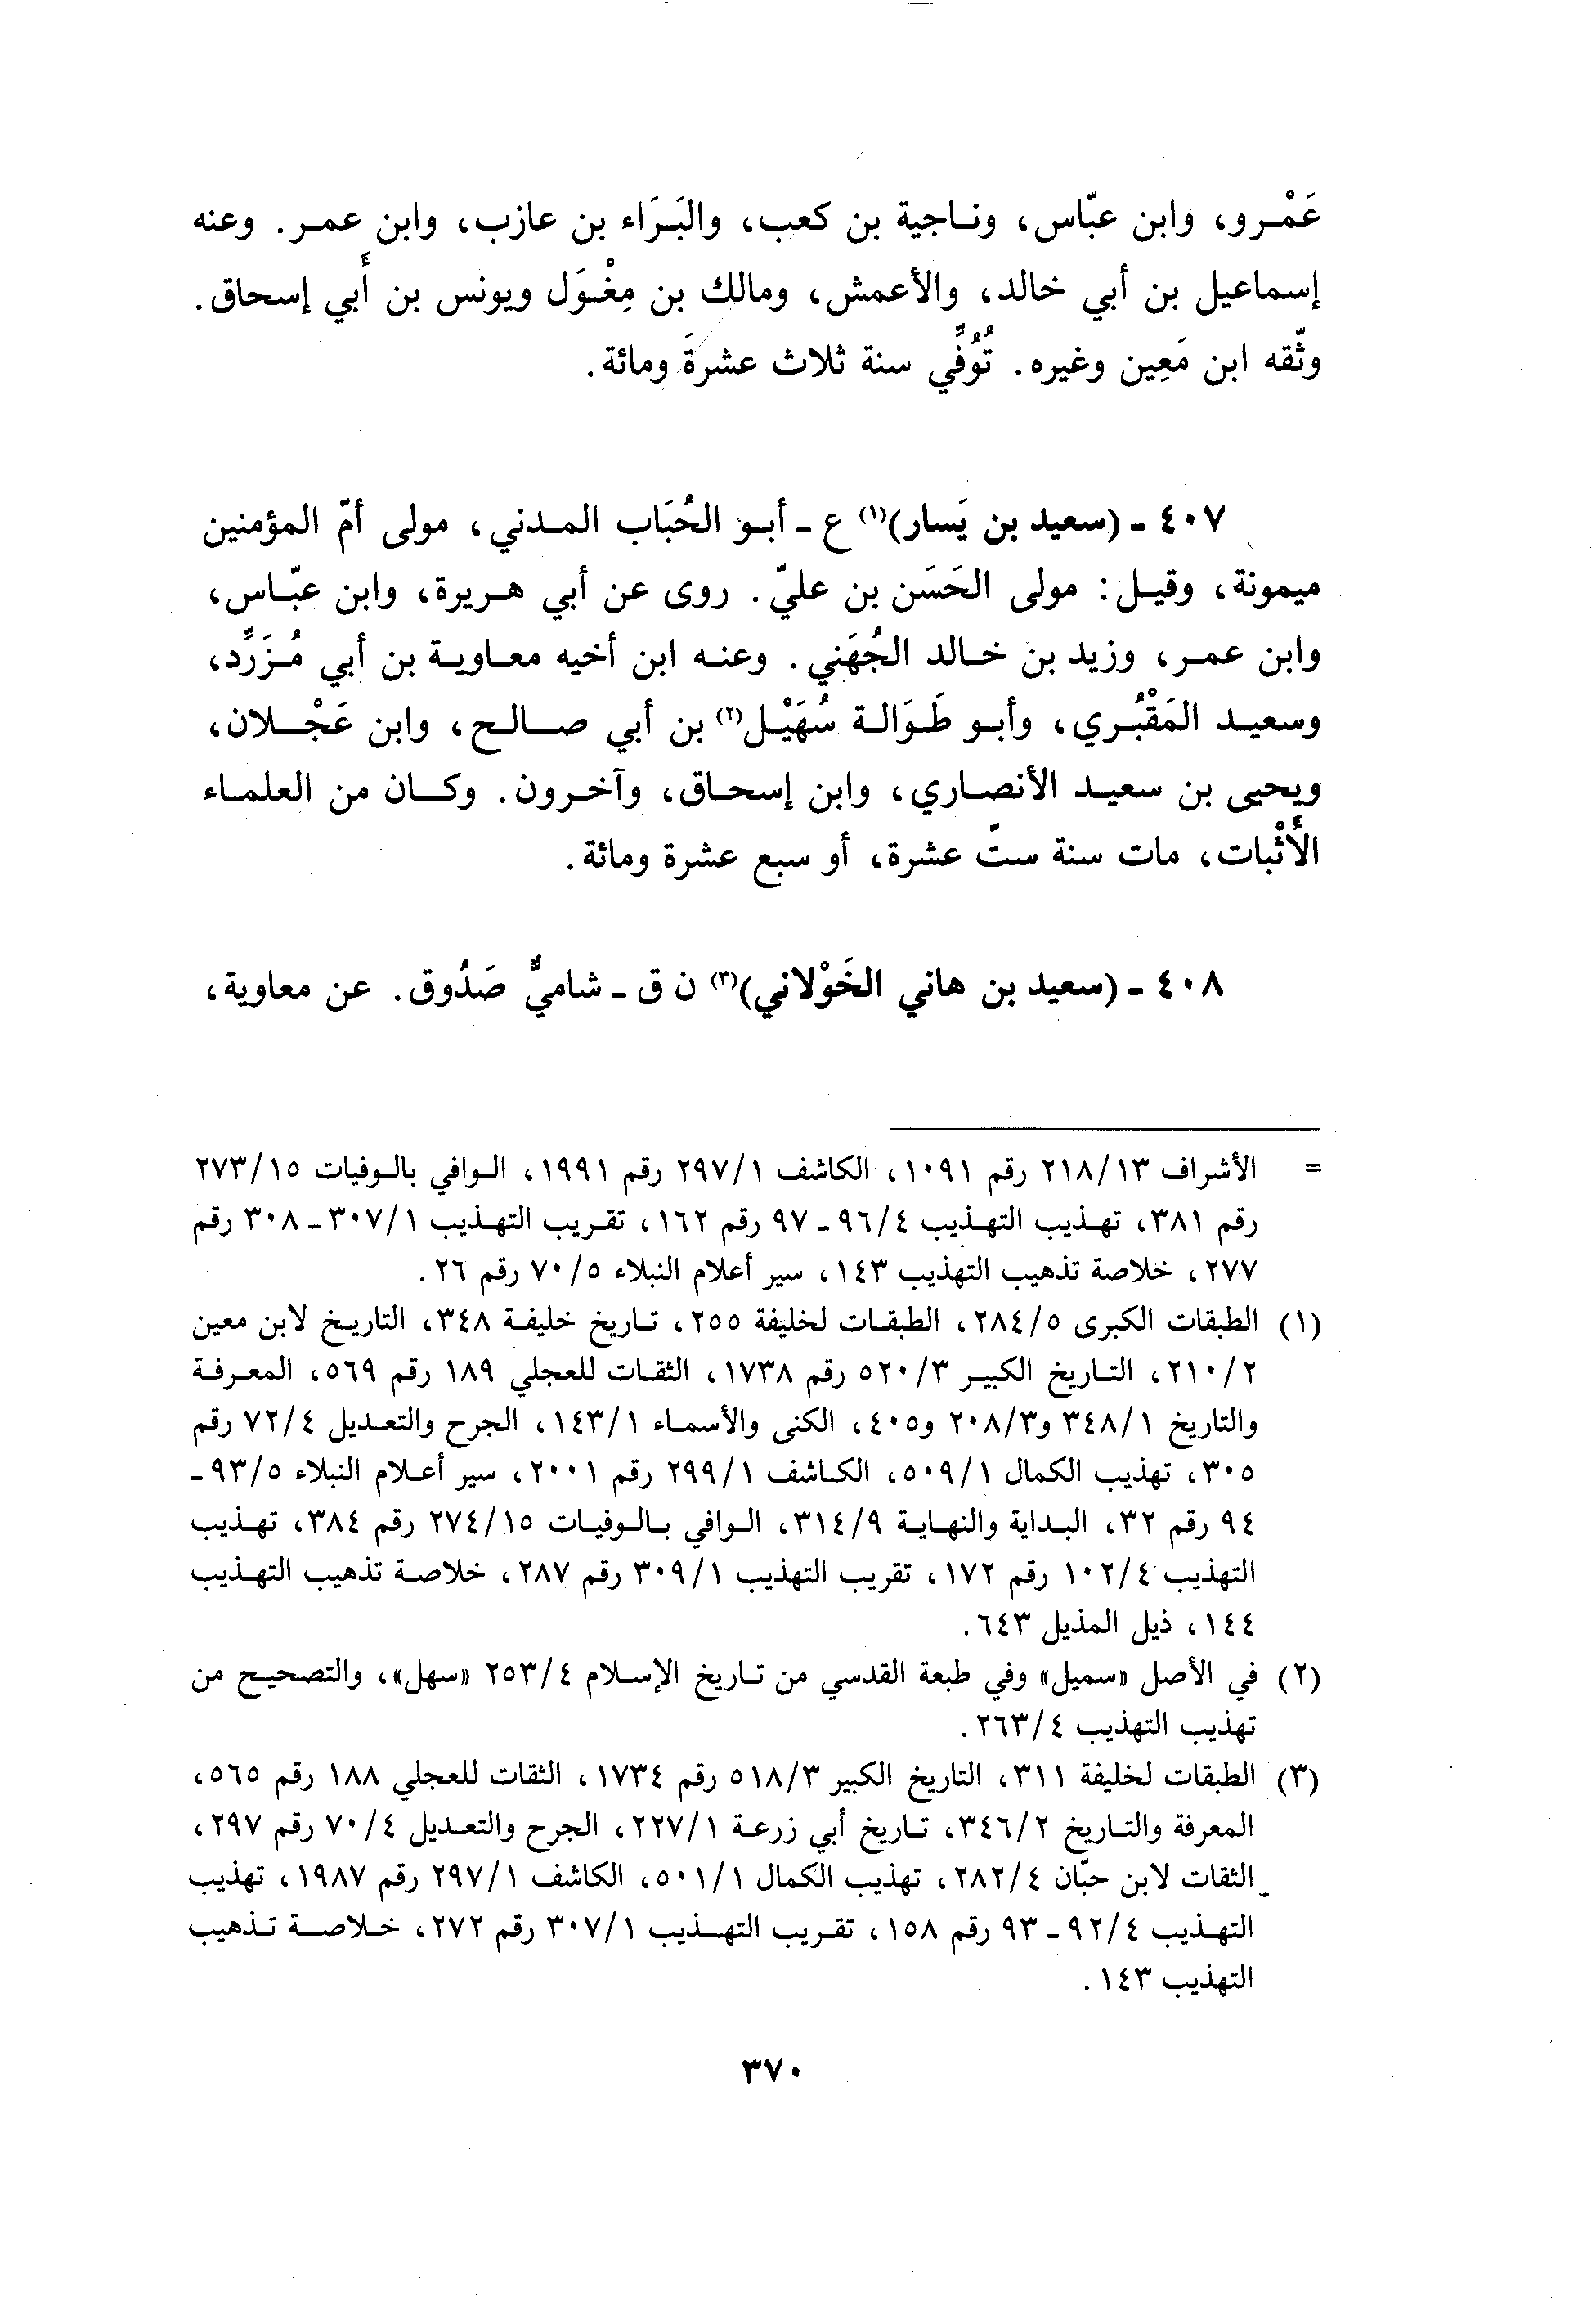 عَمْرو، وابن عبّاس، وناجية بن كعب، والبَرَاء بن عازب، وابن عمر. وعنه
إسماعيل بن أبي خالد، والأعمش، ومالك بن مِغْوَل ويونس بن أَبي إسحاق.
وثّقه ابن مَعِين وغيره. تُوُفِّي سنة ثلاث عشرةَ ومائة.
٤٠٧ - (سعيد بن يَسار)(١) ع - أبو الحُبَاب المدني، مولى أمّ المؤمنين
ميمونة، وقيل: مولى الحَسَن بن عليّ. روى عن أبي هريرة، وابن عبّاس،
وابن عمر، وزيد بن خالد الجُهَني. وعنه ابن أخيه معاوية بن أبي مُزَرِّد،
وسعيد المَقْبُري، وأبو طَوَالة سُهَيْل(٢) بن أبي صالح، وابن عَجْلان،
ويحيى بن سعيد الأنصاري، وابن إسحاق، وآخرون. وكان من العلماء
الأَثْبات، مات سنة ستّ عشرة، أو سبع عشرة ومائة.
٤٠٨ - (سعيد بن هاني الخَوْلاني)(٣) ن ق - شاميٌّ صَدُوق. عن معاوية،
= الأشراف ٢١٨/١٣ رقم ١٠٩١، الكاشف ٢٩٧/١ رقم ١٩٩١، الوافي بالوفيات ٢٧٣/١٥
رقم ٣٨١، تهذيب التهذيب ٩٦/٤ - ٩٧ رقم ١٦٢، تقريب التهذيب ٣٠٧/١ - ٣٠٨ رقم
٢٧٧، خلاصة تذهيب التهذيب ١٤٣، سير أعلام النبلاء ٧٠/٥ رقم ٢٦.
(١) الطبقات الكبرى ٢٨٤/٥، الطبقات لخليفة ٢٥٥، تاريخ خليفة ٣٤٨، التاريخ لابن معين
٢١٠/٢، التاريخ الكبير ٥٢٠/٣ رقم ١٧٣٨، الثقات للعجلي ١٨٩ رقم ٥٦٩، المعرفة
والتاريخ ٣٤٨/١ و٢٠٨/٣ و٤٠٥، الكنى والأسماء ١٤٣/١، الجرح والتعديل ٧٢/٤ رقم
٣٠٥، تهذيب الكمال ٥٠٩/١، الكاشف ٢٩٩/١ رقم ٢٠٠١، سير أعلام النبلاء ٩٣/٥ -
٩٤ رقم ٣٢، البداية والنهاية ٣١٤/٩، الوافي بالوفيات ٢٧٤/١٥ رقم ٣٨٤، تهذيب
التهذيب ١٠٢/٤ رقم ١٧٢، تقريب التهذيب ٣٠٩/١ رقم ٢٨٧، خلاصة تذهيب التهذيب
١٤٤، ذيل المذيل ٦٤٣.
(٢) في الأصل «سميل» وفي طبعة القدسي من تاريخ الإسلام ٢٥٣/٤ «سهل»، والتصحيح من
تهذيب التهذيب ٢٦٣/٤.
(٣) الطبقات لخليفة ٣١١، التاريخ الكبير ٥١٨/٣ رقم ١٧٣٤، الثقات للعجلي ١٨٨ رقم ٥٦٥،
المعرفة والتاريخ ٣٤٦/٢، تاريخ أبي زرعة ٢٢٧/١، الجرح والتعديل ٧٠/٤ رقم ٢٩٧،
الثقات لابن حبّان ٢٨٢/٤، تهذيب الكمال ٥٠١/١، الكاشف ٢٩٧/١ رقم ١٩٨٧، تهذيب
التهذيب ٩٢/٤ - ٩٣ رقم ١٥٨، تقريب التهذيب ٣٠٧/١ رقم ٢٧٢، خلاصة تذهيب
التهذيب ١٤٣.
٣٧٠